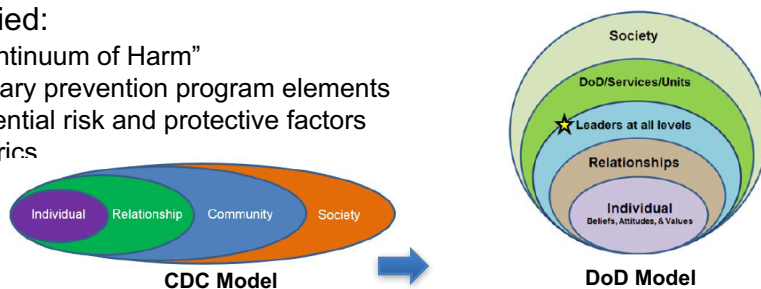 ied:
ntinuum of Harm”
ary prevention program elements
ential risk and protective factors
rics
Individual
Relationship
Community
Society
CDC Model
Society
DoD/Services/Units
Leaders at all levels
Relationships
Individual
Beliefs, Attitudes, & Values
DoD Model